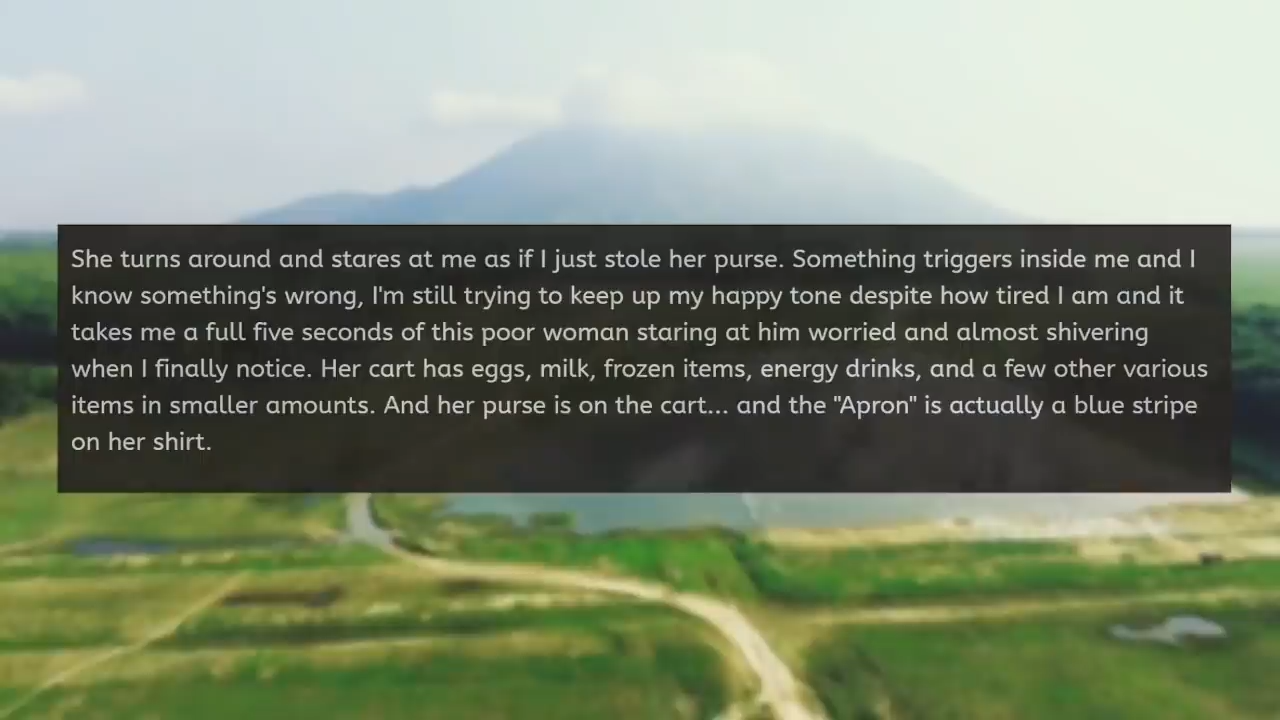 She turns around and stares at me as if I just stole her purse. Something triggers inside me and I
know something's wrong, I'm still trying to keep up my happy tone despite how tired I am and it
takes me a full five seconds of this poor woman staring at him worried and almost shivering
when I finally notice. Her cart has eggs, milk, frozen items, energy drinks, and a few other various
items in smaller amounts. And her purse is on the cart... and the "Apron" is actually a blue stripe
on her shirt.